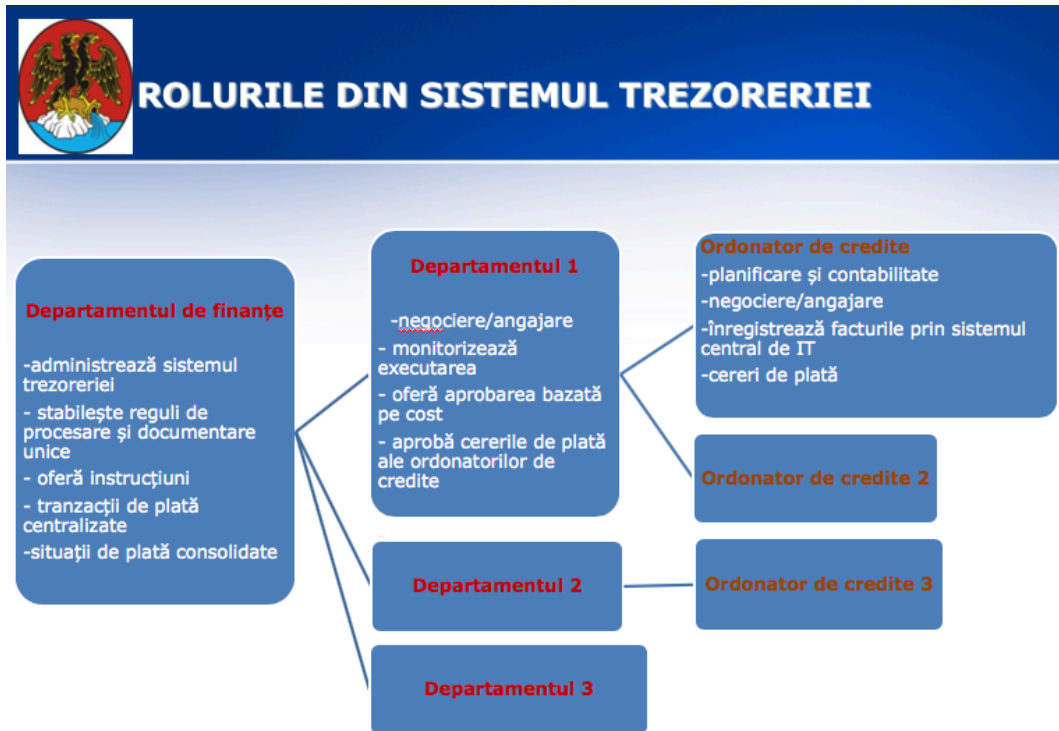 ROLURILE DIN SISTEMUL TREZORERIEI
Departamentul de finanțe
-administrează sistemul
trezoreriei
- stabilește reguli de
procesare și documentare
unice
- oferă instrucțiuni
- tranzacții de plată
centralizate
-situații de plată consolidate
Departamentul 1
-negociere/angajare
- monitorizează
executarea
- oferă aprobarea bazată
pe cost
- aprobă cererile de plată
ale ordonatorilor de
credite
Departamentul 2
Departamentul 3
Ordonator de credite
-planificare și contabilitate
-negociere/angajare
-înregistrează facturile prin sistemul
central de IT
-cereri de plată
Ordonator de credite 2
Ordonator de credite 3